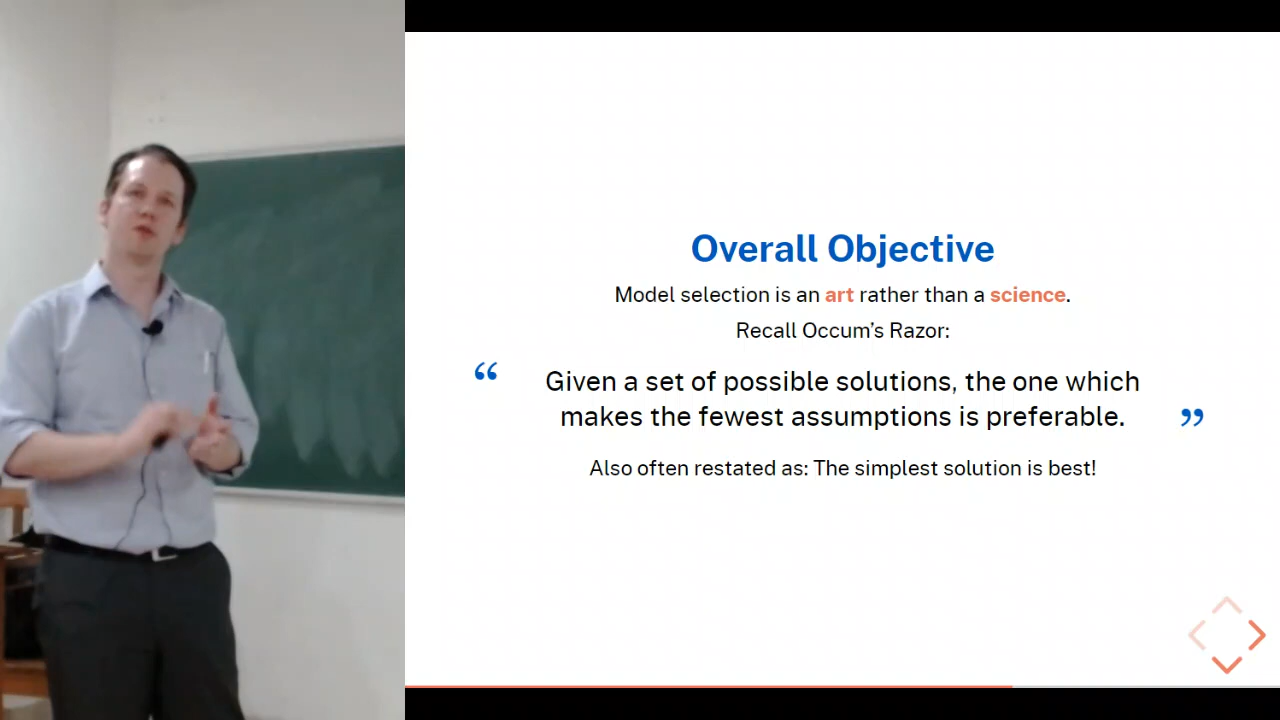 Overall Objective
Model selection is an art rather than a science.
Recall Occum’s Razor:
“ Given a set of possible solutions, the one which
makes the fewest assumptions is preferable. ”
Also often restated as: The simplest solution is best!